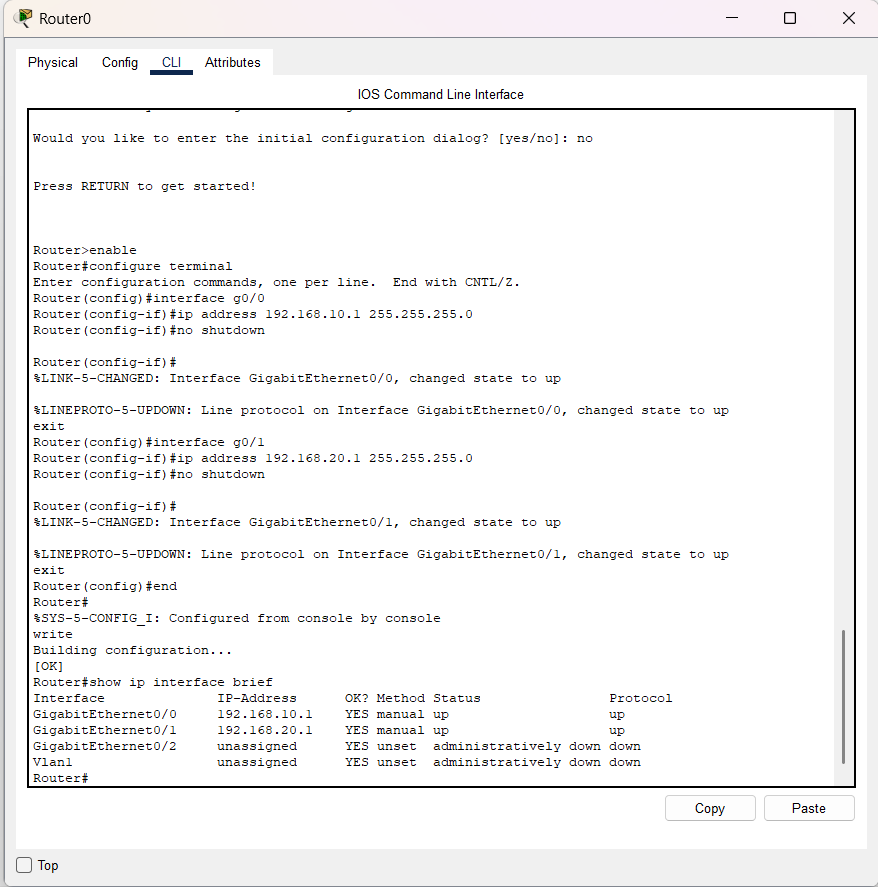 Router0
Physical Config CLI Attributes
IOS Command Line Interface
Would you like to enter the initial configuration dialog? [yes/no]: no
Press RETURN to get started!
Router>enable
Router#configure terminal
Enter configuration commands, one per line.  End with CNTL/Z.
Router(config)#interface g0/0
Router(config-if)#ip address 192.168.10.1 255.255.255.0
Router(config-if)#no shutdown
Router(config-if)#
%LINK-5-CHANGED: Interface GigabitEthernet0/0, changed state to up
%LINEPROTO-5-UPDOWN: Line protocol on Interface GigabitEthernet0/0, changed state to up
exit
Router(config)#interface g0/1
Router(config-if)#ip address 192.168.20.1 255.255.255.0
Router(config-if)#no shutdown
Router(config-if)#
%LINK-5-CHANGED: Interface GigabitEthernet0/1, changed state to up
%LINEPROTO-5-UPDOWN: Line protocol on Interface GigabitEthernet0/1, changed state to up
exit
Router(config)#end
Router#
%SYS-5-CONFIG_I: Configured from console by console
write
Building configuration...
[OK]
Router#show ip interface brief
Interface              IP-Address      OK? Method Status                Protocol
GigabitEthernet0/0     192.168.10.1    YES manual up                    up
GigabitEthernet0/1     192.168.20.1    YES manual up                    up
GigabitEthernet0/2     unassigned      YES unset  administratively down down
Vlan1                  unassigned      YES unset  administratively down down
Router#
Copy Paste
Top